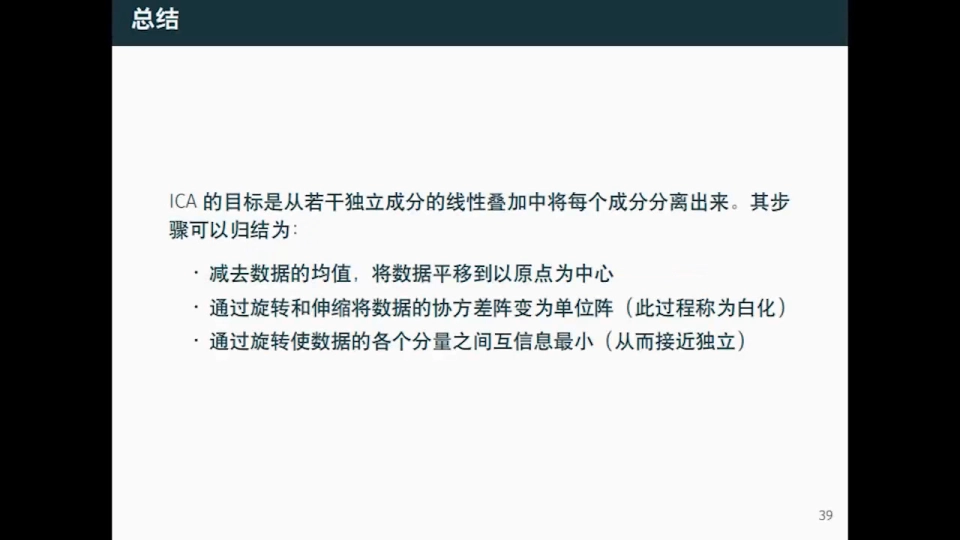 总结
ICA 的目标是从若干独立成分的线性叠加中将每个成分分离出来。其步
骤可以归结为：
· 减去数据的均值，将数据平移到以原点为中心
· 通过旋转和伸缩将数据的协方差阵变为单位阵（此过程称为白化）
· 通过旋转使数据的各个分量之间互信息最小（从而接近独立）
39